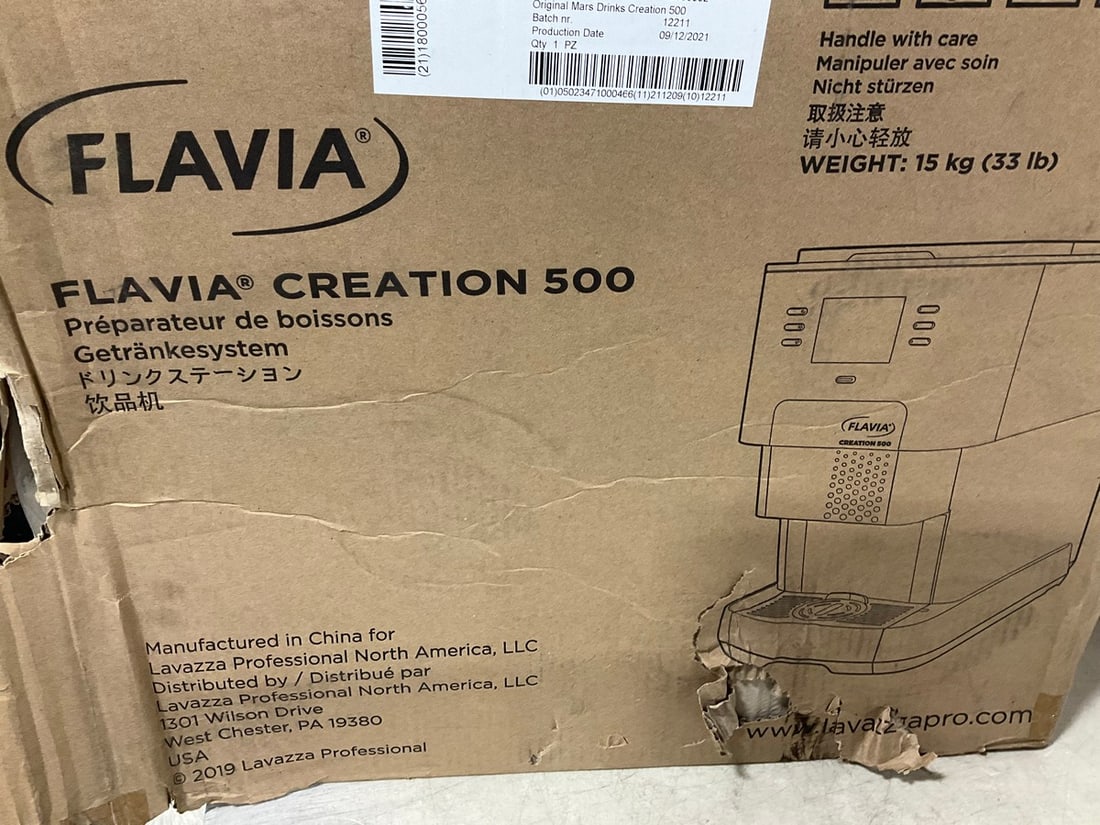 Original Mars Drinks Creation 500
Batch nr. 12211
Production Date 09/12/2021
Qty 1 PZ
(21)1800056
(01)05023471000466(11)211209(10)12211
Handle with care
Manipuler avec soin
Nicht stürzen
取扱注意
请小心轻放
WEIGHT: 15 kg (33 lb)
FLAVIA®
FLAVIA® CREATION 500
Préparateur de boissons
Getränkesystem
ドリンクステーション
饮品机
FLAVIA®
CREATION 500
Manufactured in China for
Lavazza Professional North America, LLC
Distributed by / Distribué par
Lavazza Professional North America, LLC
1301 Wilson Drive
West Chester, PA 19380
USA
© 2019 Lavazza Professional
www.lavazzapro.com